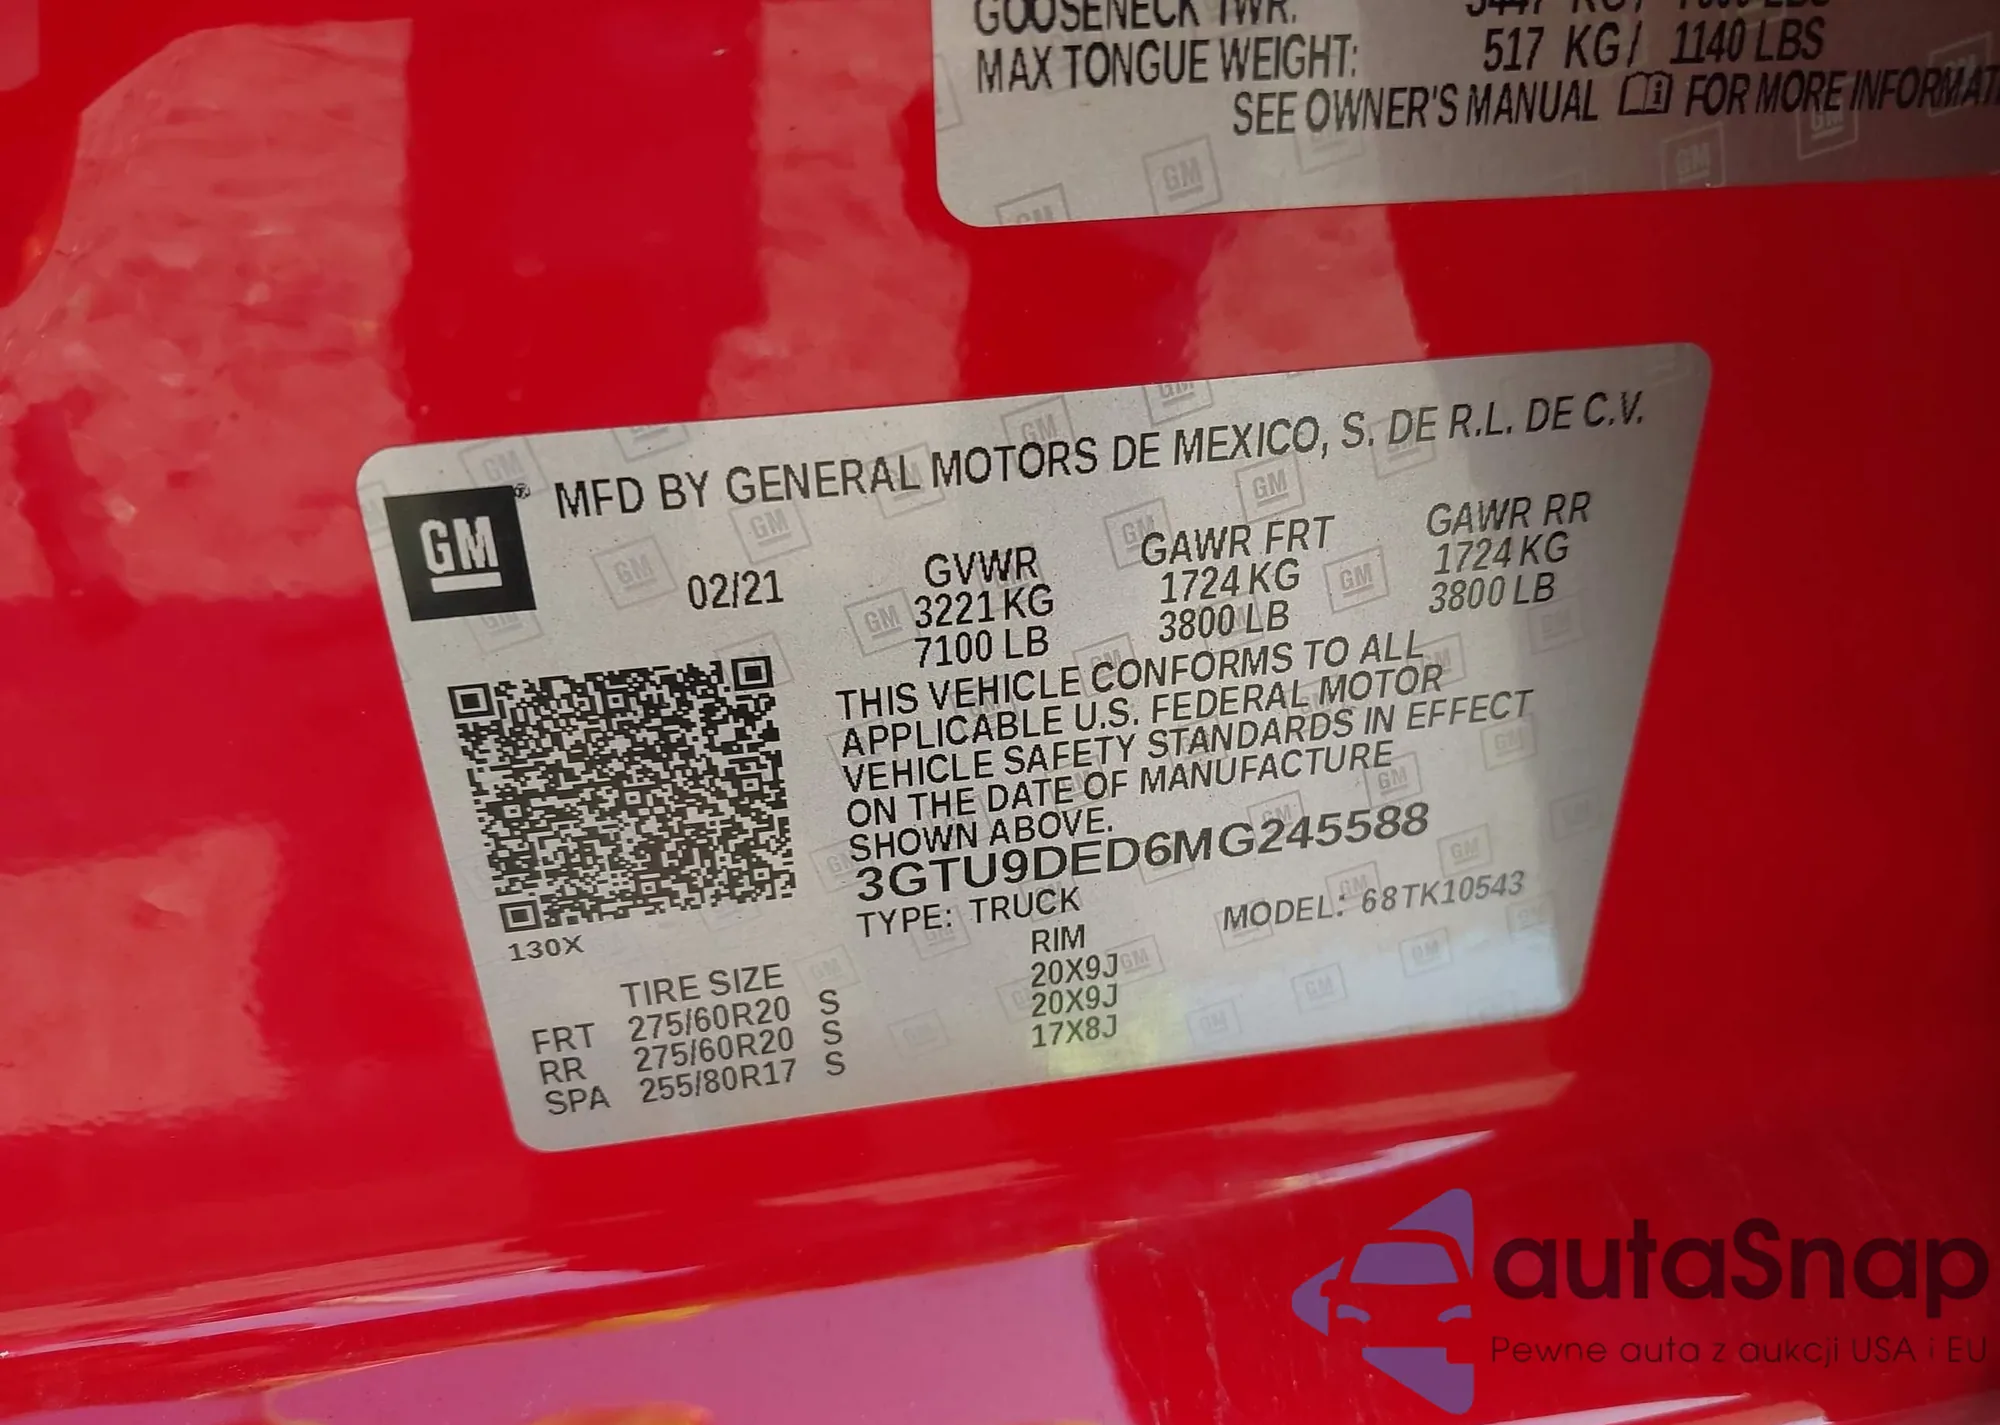 GOOSENECK TWR:
MAX TONGUE WEIGHT: 517 KG/ 1140 LBS
SEE OWNER'S MANUAL FOR MORE
GM ® MFD BY GENERAL MOTORS DE MEXICO, S. DE R.L. DE C.V.
02/21 GVWR GAWR FRT GAWR RR
3221 KG 1724 KG 1724 KG
7100 LB 3800 LB 3800 LB
THIS VEHICLE CONFORMS TO ALL
APPLICABLE U.S. FEDERAL MOTOR
VEHICLE SAFETY STANDARDS IN EFFECT
ON THE DATE OF MANUFACTURE
SHOWN ABOVE.
3GTU9DED6MG245588
TYPE: TRUCK MODEL: 68TK10543
130X
TIRE SIZE RIM
FRT 275/60R20 S 20X9J
RR 275/60R20 S 20X9J
SPA 255/80R17 S 17X8J
autaSnap
Pewne auta z aukcji USA i EU